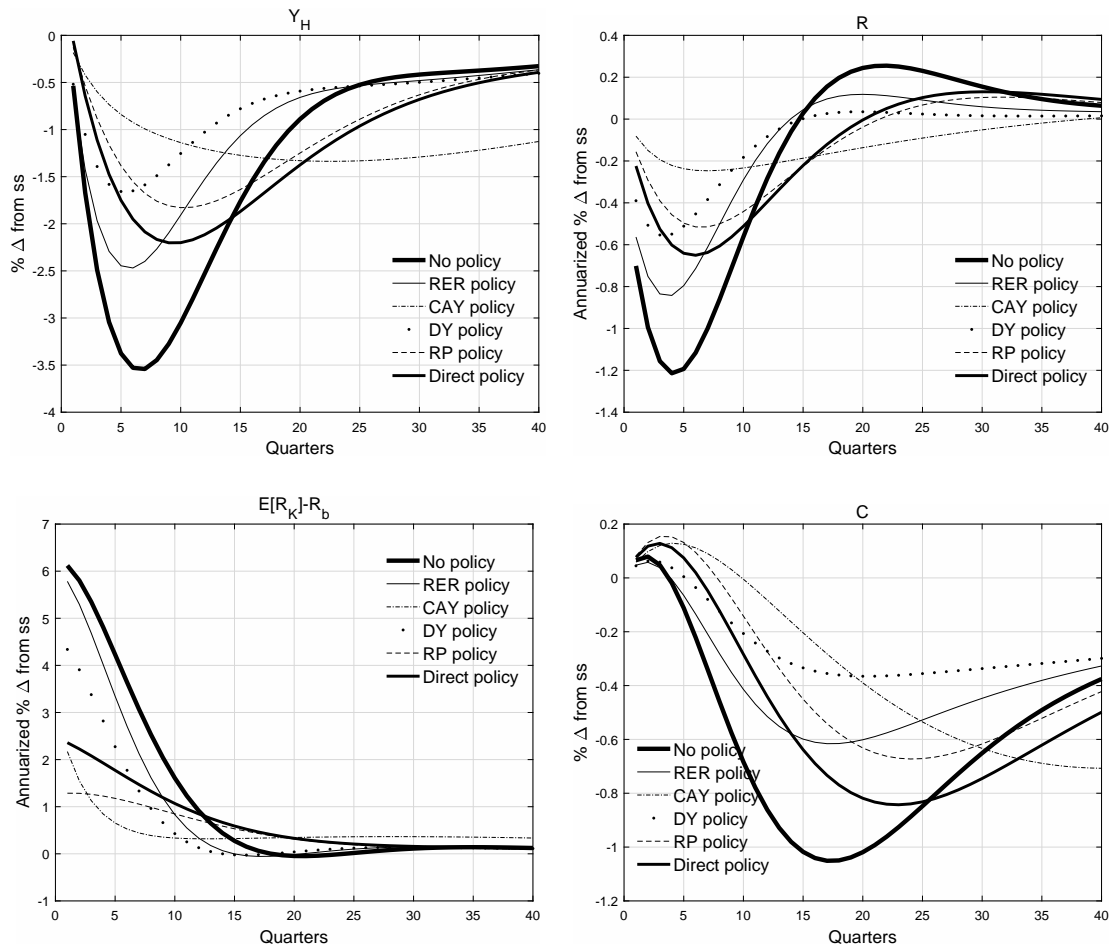 Y_H
% Δ from ss
0
-0.5
-1
-1.5
-2
-2.5
-3
-3.5
-4
0 5 10 15 20 25 30 35 40
Quarters
No policy
RER policy
CAY policy
DY policy
RP policy
Direct policy
R
Annuarized % Δ from ss
0.4
0.2
0
-0.2
-0.4
-0.6
-0.8
-1
-1.2
-1.4
0 5 10 15 20 25 30 35 40
Quarters
No policy
RER policy
CAY policy
DY policy
RP policy
Direct policy
E[R_K]-R_b
Annuarized % Δ from ss
7
6
5
4
3
2
1
0
-1
0 5 10 15 20 25 30 35 40
Quarters
No policy
RER policy
CAY policy
DY policy
RP policy
Direct policy
C
% Δ from ss
0.2
0
-0.2
-0.4
-0.6
-0.8
-1
-1.2
0 5 10 15 20 25 30 35 40
Quarters
No policy
RER policy
CAY policy
DY policy
RP policy
Direct policy